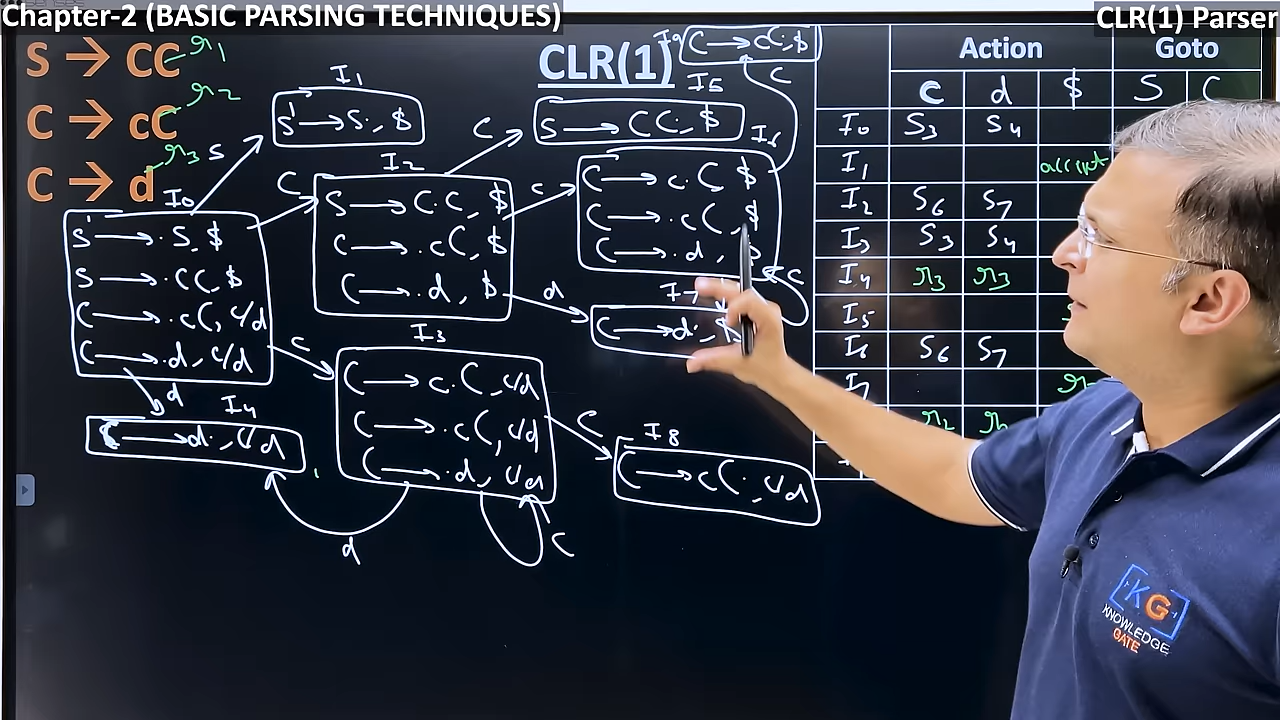 Chapter-2 (BASIC PARSING TECHNIQUES)
CLR(1) Parser
S → CC r1
C → cC r2
C → d r3
CLR(1)
I9
C → cC., $
C
I1
S' → S., $
S
I0
S' → .S, $
S → .CC, $
C → .cC, c/d
C → .d, c/d
C
I2
S → C.C, $
C → .cC, $
C → .d, $
C
I5
S → CC., $
c
I6
C → c.C, $
C → .cC, $
C → .d, $
c
d
I7
C → d., $
c
I3
C → c.C, c/d
C → .cC, c/d
C → .d, c/d
d
I4
C → d., c/d
C
I8
C → cC., c/d
d
c
Action Goto
c d $ S C
I0 S3 S4
I1 accept
I2 S6 S7
I3 S3 S4
I4 r3 r3
I5
I6 S6 S7
I7
r2 r2
KG
KNOWLEDGE
GATE